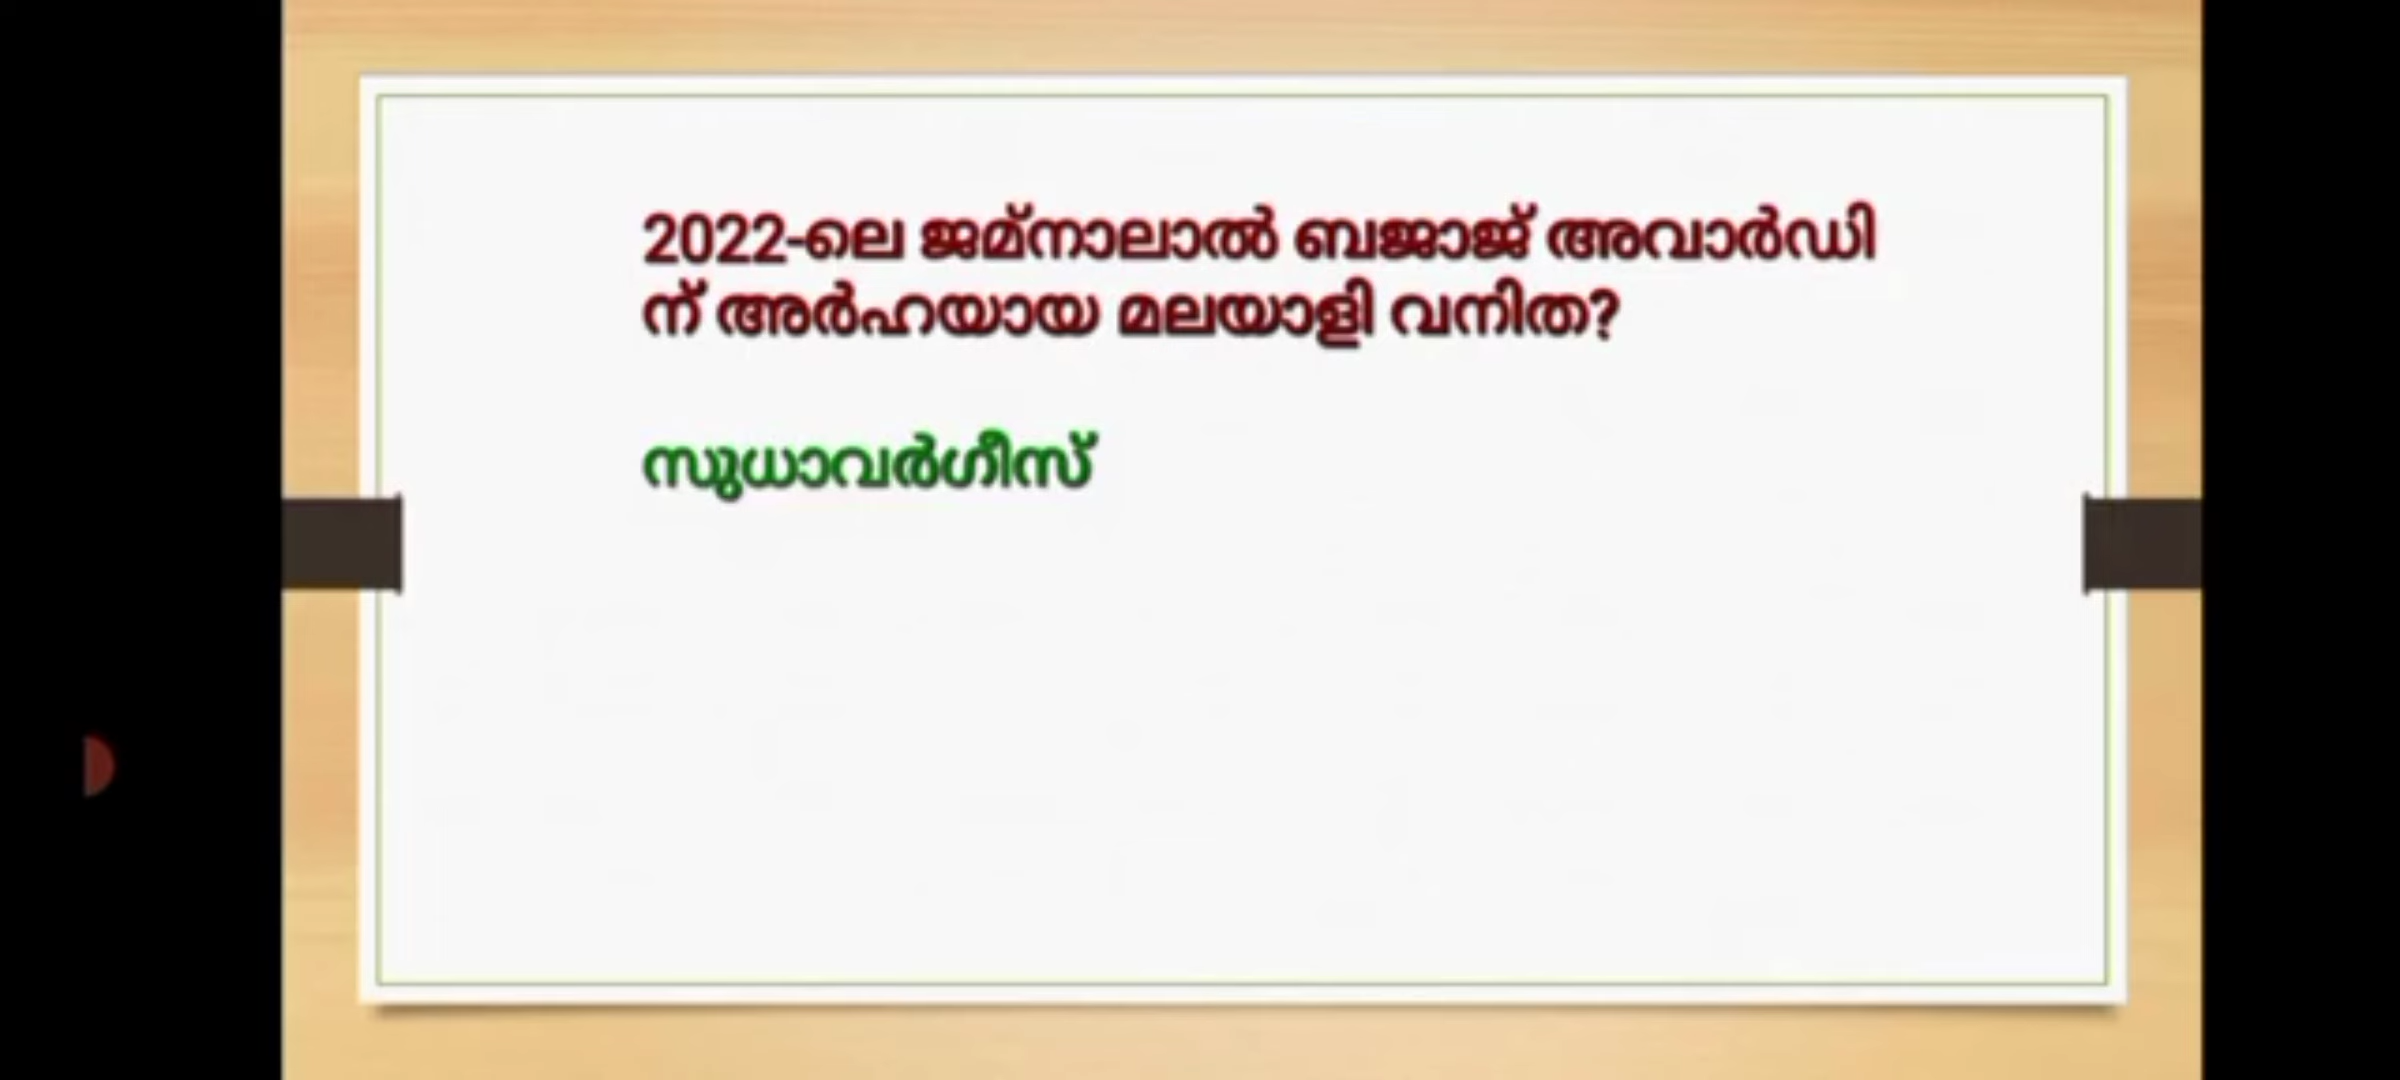 2022-ലെ ജമ്നാലാൽ ബജാജ് അവാർഡി
ന് അർഹയായ മലയാളി വനിത?
സുധാവർഗീസ്